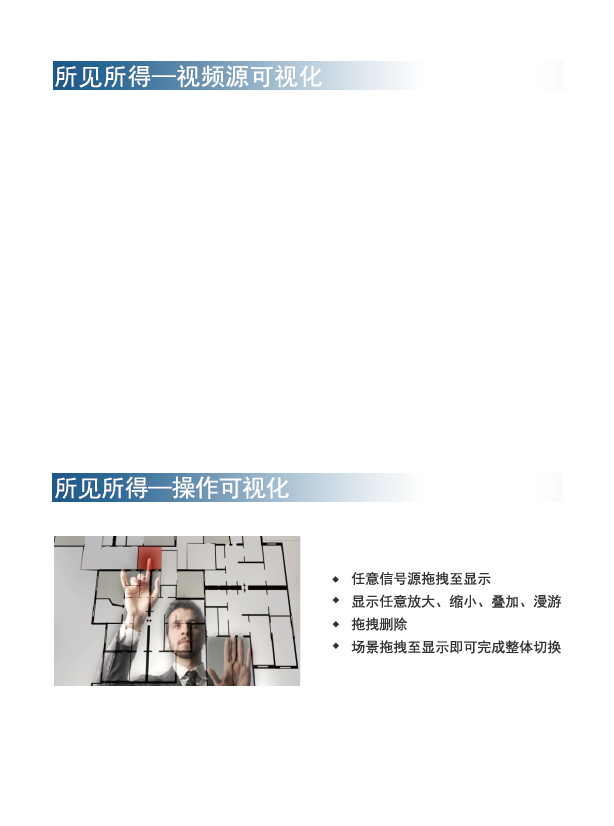 所见所得—视频源可视化
所见所得—操作可视化
◆ 任意信号源拖拽至显示
◆ 显示任意放大、缩小、叠加、漫游
◆ 拖拽删除
◆ 场景拖拽至显示即可完成整体切换